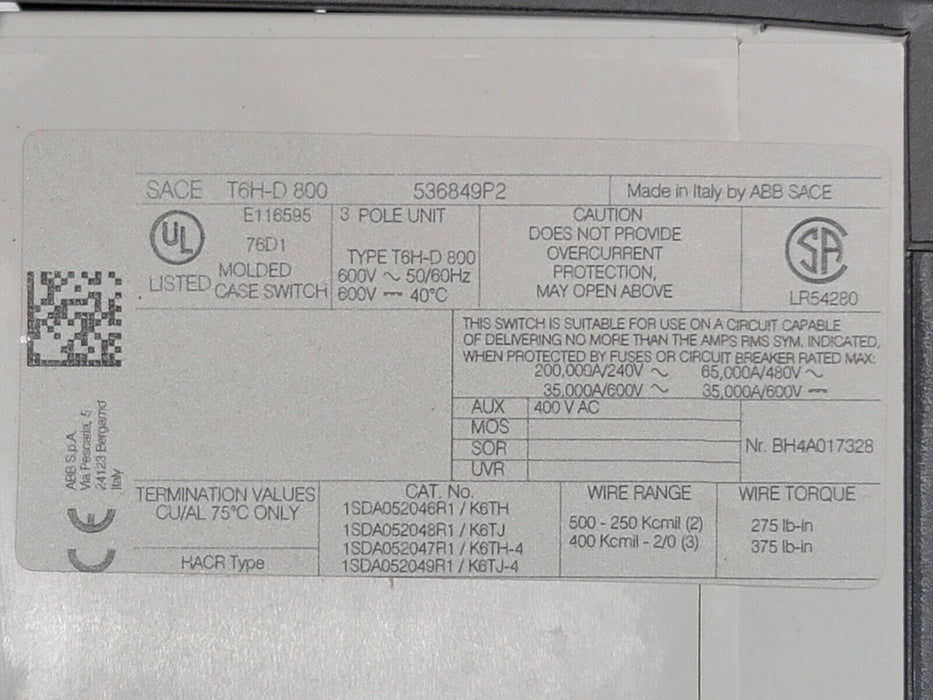 SACE T6H-D 800 536849P2 Made in Italy by ABB SACE
UL
LISTED
E116595
76D1
MOLDED
CASE SWITCH
3 POLE UNIT
TYPE T6H-D 800
600V ∼ 50/60Hz
600V ⎓ 40°C
CAUTION
DOES NOT PROVIDE
OVERCURRENT
PROTECTION,
MAY OPEN ABOVE
SA
LR54280
THIS SWITCH IS SUITABLE FOR USE ON A CIRCUIT CAPABLE
OF DELIVERING NO MORE THAN THE AMPS RMS SYM. INDICATED,
WHEN PROTECTED BY FUSES OR CIRCUIT BREAKER RATED MAX:
200,000A/240V ∼ 65,000A/480V ∼
35,000A/600V ∼ 35,000A/600V ⎓
AUX 400 V AC
MOS
SOR
UVR
Nr. BH4A017328
ABB S.p.A.
Via Pescaria, 5
24123 Bergamo
Italy
CE
TERMINATION VALUES
CU/AL 75°C ONLY
HACR Type
CAT. No.
1SDA052046R1 / K6TH
1SDA052048R1 / K6TJ
1SDA052047R1 / K6TH-4
1SDA052049R1 / K6TJ-4
WIRE RANGE
500 - 250 Kcmil (2)
400 Kcmil - 2/0 (3)
WIRE TORQUE
275 lb-in
375 lb-in